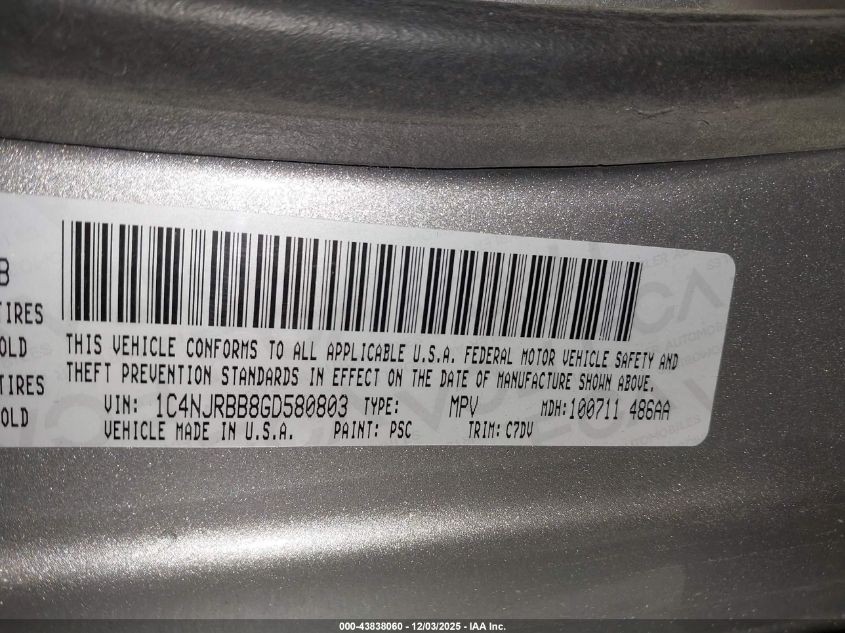 B
TIRES
OLD
TIRES
OLD
THIS VEHICLE CONFORMS TO ALL APPLICABLE U.S.A. FEDERAL MOTOR VEHICLE SAFETY AND
THEFT PREVENTION STANDARDS IN EFFECT ON THE DATE OF MANUFACTURE SHOWN ABOVE.
VIN: 1C4NJRBB8GD580803 TYPE: MPV MDH:100711 486AA
VEHICLE MADE IN U.S.A. PAINT: PSC TRIM: C7DV
000-43838060 - 12/03/2025 - IAA Inc.